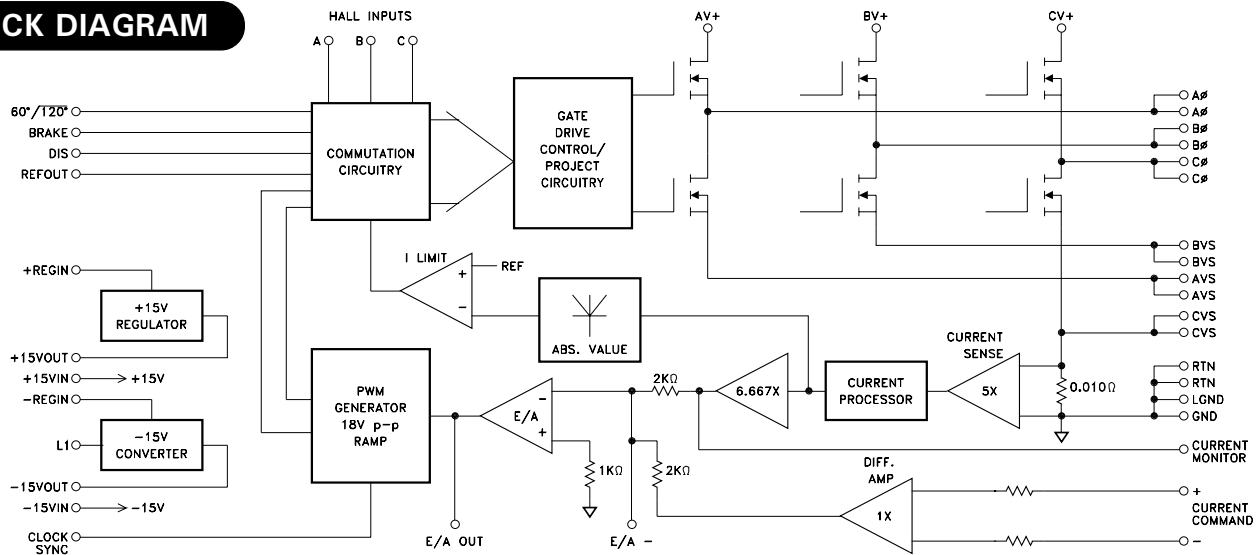 CK DIAGRAM
HALL INPUTS
A
B
C
AV+
BV+
CV+
60°/120°
BRAKE
DIS
REFOUT
COMMUTATION
CIRCUITRY
GATE
DRIVE
CONTROL/
PROJECT
CIRCUITRY
AØ
AØ
BØ
BØ
CØ
CØ
BVS
BVS
AVS
AVS
CVS
CVS
RTN
RTN
LGND
GND
+REGIN
+15V
REGULATOR
+15VOUT
+15VIN
+15V
-REGIN
L1
-15V
CONVERTER
-15VOUT
-15VIN
-15V
CLOCK
SYNC
I LIMIT
+
-
REF
ABS. VALUE
PWM
GENERATOR
18V p-p
RAMP
E/A
-
+
2KΩ
6.667X
CURRENT
PROCESSOR
CURRENT
SENSE
5X
0.010Ω
1KΩ
2KΩ
E/A OUT
E/A -
DIFF.
AMP
1X
CURRENT
MONITOR
+
CURRENT
COMMAND
-